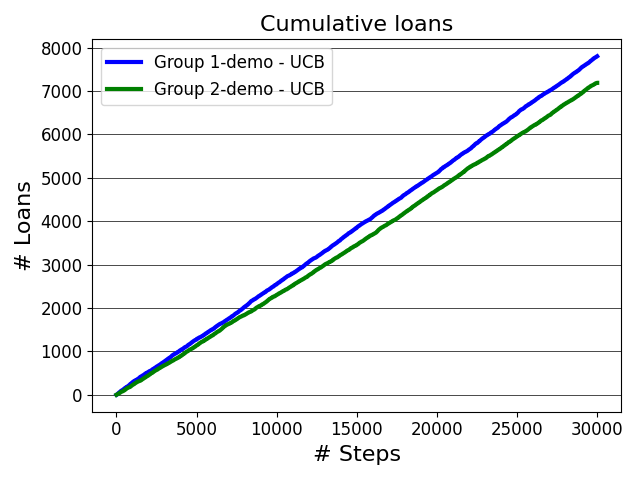 Cumulative loans
Group 1-demo - UCB
Group 2-demo - UCB
# Loans
8000
7000
6000
5000
4000
3000
2000
1000
0
0 5000 10000 15000 20000 25000 30000
# Steps